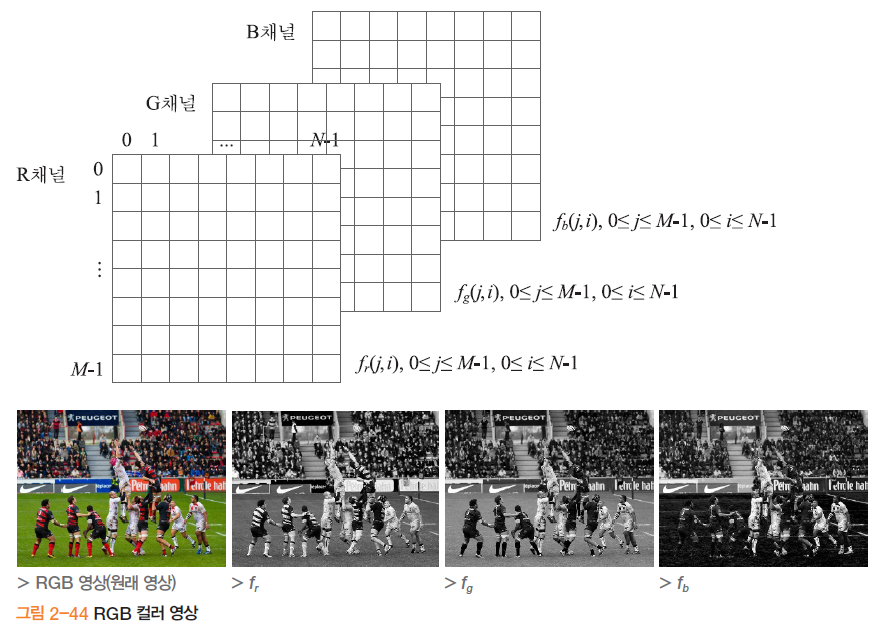 B채널
G채널
0 1 ... N-1
R채널 0
1
⋮
M-1
f_b(j,i), 0≤ j≤ M-1, 0≤ i≤ N-1
f_g(j,i), 0≤ j≤ M-1, 0≤ i≤ N-1
f_r(j,i), 0≤ j≤ M-1, 0≤ i≤ N-1
PEUGEOT
PEUGEOT
PEUGEOT
PEUGEOT
> RGB 영상(원래 영상)
> f_r
> f_g
> f_b
그림 2-44 RGB 컬러 영상